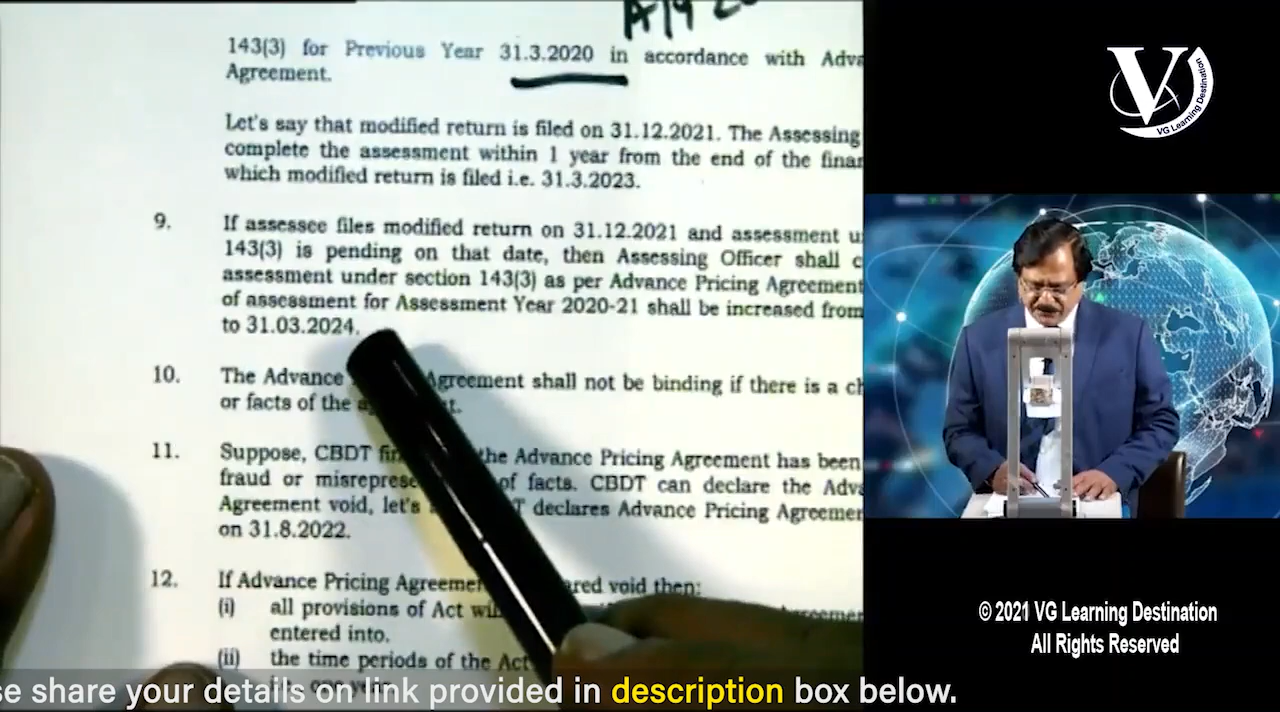 143(3) for Previous Year 31.3.2020 in accordance with Adva
Agreement.
Let's say that modified return is filed on 31.12.2021. The Assessing
complete the assessment within 1 year from the end of the finan
which modified return is filed i.e. 31.3.2023.
9. If assessee files modified return on 31.12.2021 and assessment u
143(3) is pending on that date, then Assessing Officer shall c
assessment under section 143(3) as per Advance Pricing Agreement
of assessment for Assessment Year 2020-21 shall be increased from
to 31.03.2024.
10. The Advance Agreement shall not be binding if there is a ch
or facts of the
11. Suppose, CBDT the Advance Pricing Agreement has been
fraud or misrepres of facts. CBDT can declare the Adva
Agreement void, let's declares Advance Pricing Agreemen
on 31.8.2022.
12. If Advance Pricing Agreemen red void then:
(i) all provisions of Act
entered into.
(ii) the time periods of the Act
V
VG Learning Destination
© 2021 VG Learning Destination
All Rights Reserved
se share your details on link provided in description box below.